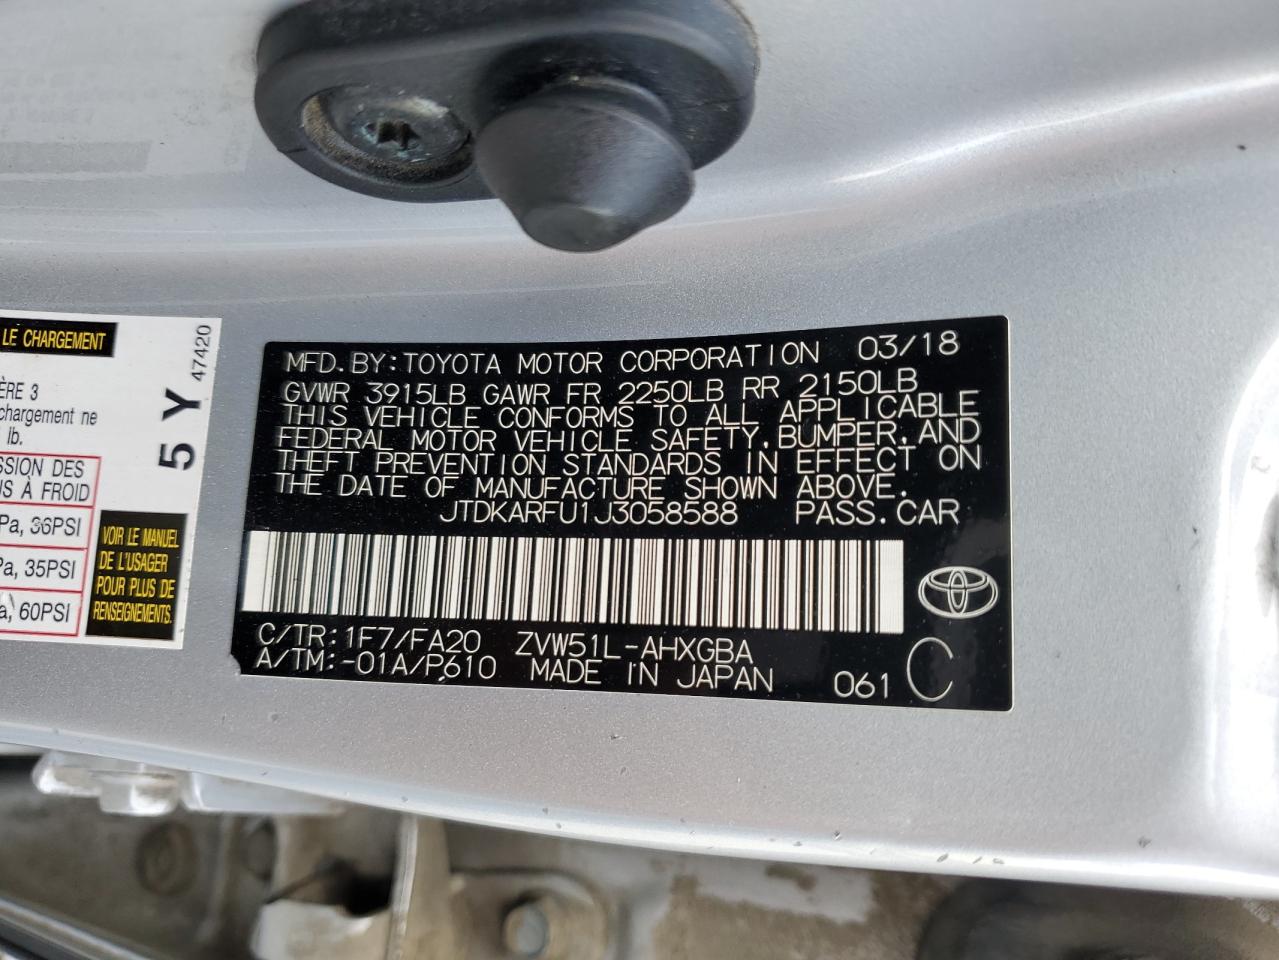 LE CHARGEMENT
ÈRE 3
chargement ne
lb.
SSION DES
US À FROID
Pa, 36PSI
Pa, 35PSI
a, 60PSI
5 Y
47420
VOIR LE MANUEL
DE L'USAGER
POUR PLUS DE
RENSEIGNEMENTS.
MFD.BY:TOYOTA MOTOR CORPORATION 03/18
GVWR 3915LB GAWR FR 2250LB RR 2150LB
THIS VEHICLE CONFORMS TO ALL APPLICABLE
FEDERAL MOTOR VEHICLE SAFETY,BUMPER,AND
THEFT PREVENTION STANDARDS IN EFFECT ON
THE DATE OF MANUFACTURE SHOWN ABOVE.
JTDKARFU1J3058588 PASS.CAR
C/TR:1F7/FA20 ZVW51L-AHXGBA
A/TM:-01A/P610 MADE IN JAPAN 061 C